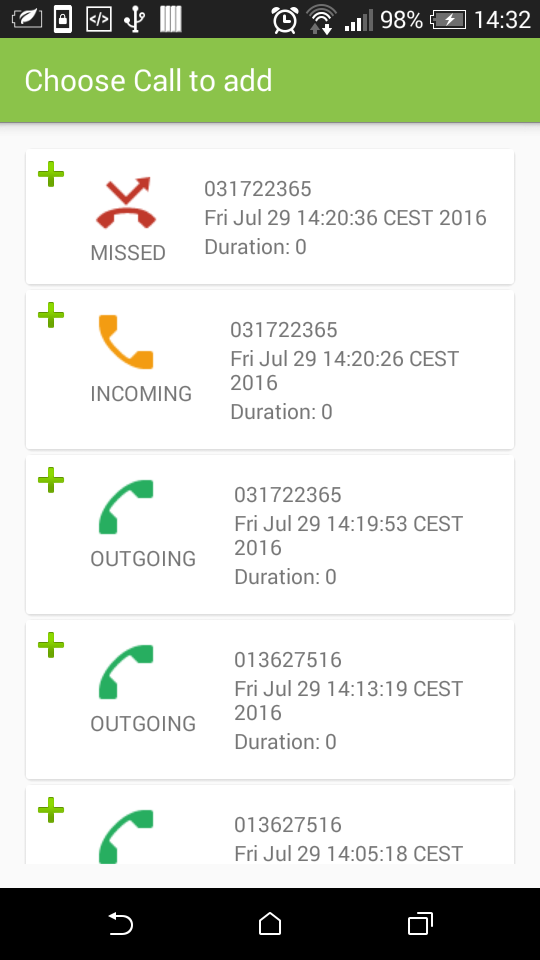 98% 14:32
Choose Call to add
031722365
Fri Jul 29 14:20:36 CEST 2016
Duration: 0
MISSED
031722365
Fri Jul 29 14:20:26 CEST
2016
Duration: 0
INCOMING
031722365
Fri Jul 29 14:19:53 CEST
2016
Duration: 0
OUTGOING
013627516
Fri Jul 29 14:13:19 CEST
2016
Duration: 0
OUTGOING
013627516
Fri Jul 29 14:05:18 CEST